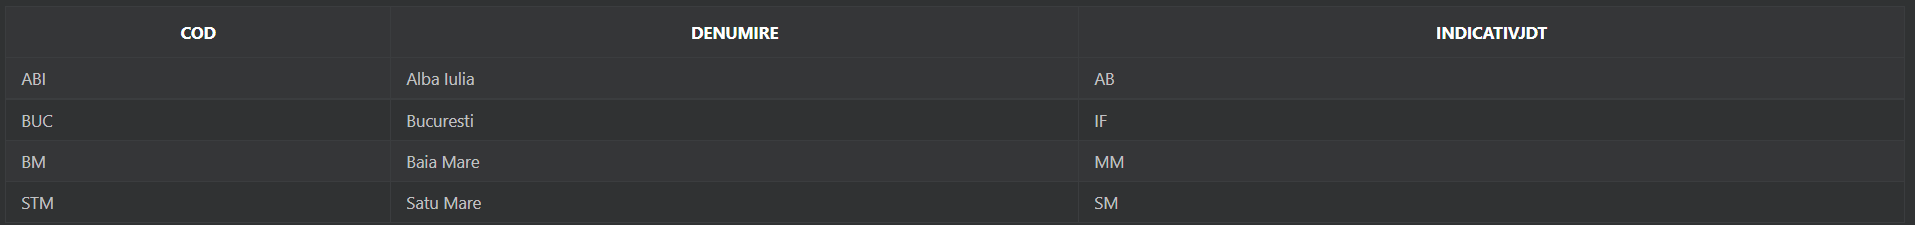 COD DENUMIRE INDICATIVJDT
ABI Alba Iulia AB
BUC Bucuresti IF
BM Baia Mare MM
STM Satu Mare SM